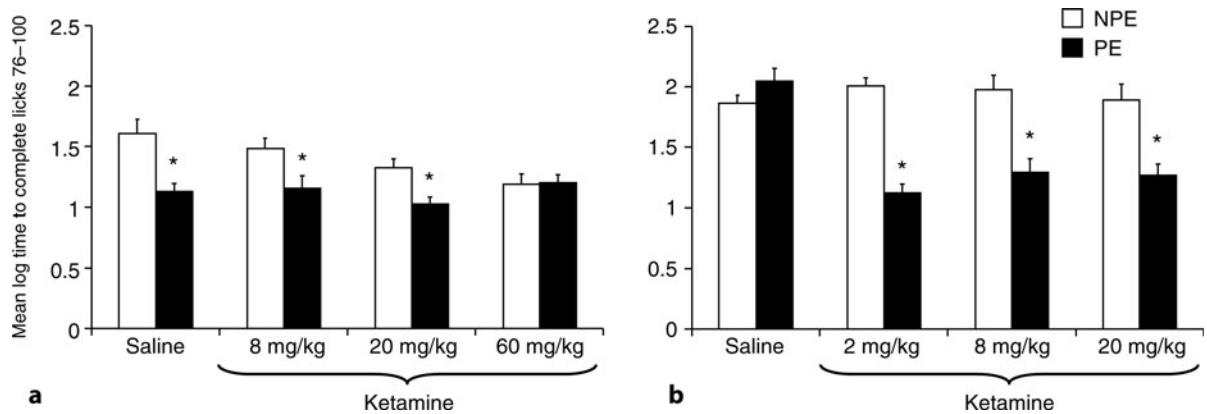 Mean log time to complete licks 76–100
2.5
2
1.5
1
0.5
0
*
*
*
Saline
8 mg/kg
20 mg/kg
60 mg/kg
Ketamine
a
NPE
PE
2.5
2
1.5
1
0.5
0
*
*
*
Saline
2 mg/kg
8 mg/kg
20 mg/kg
Ketamine
b